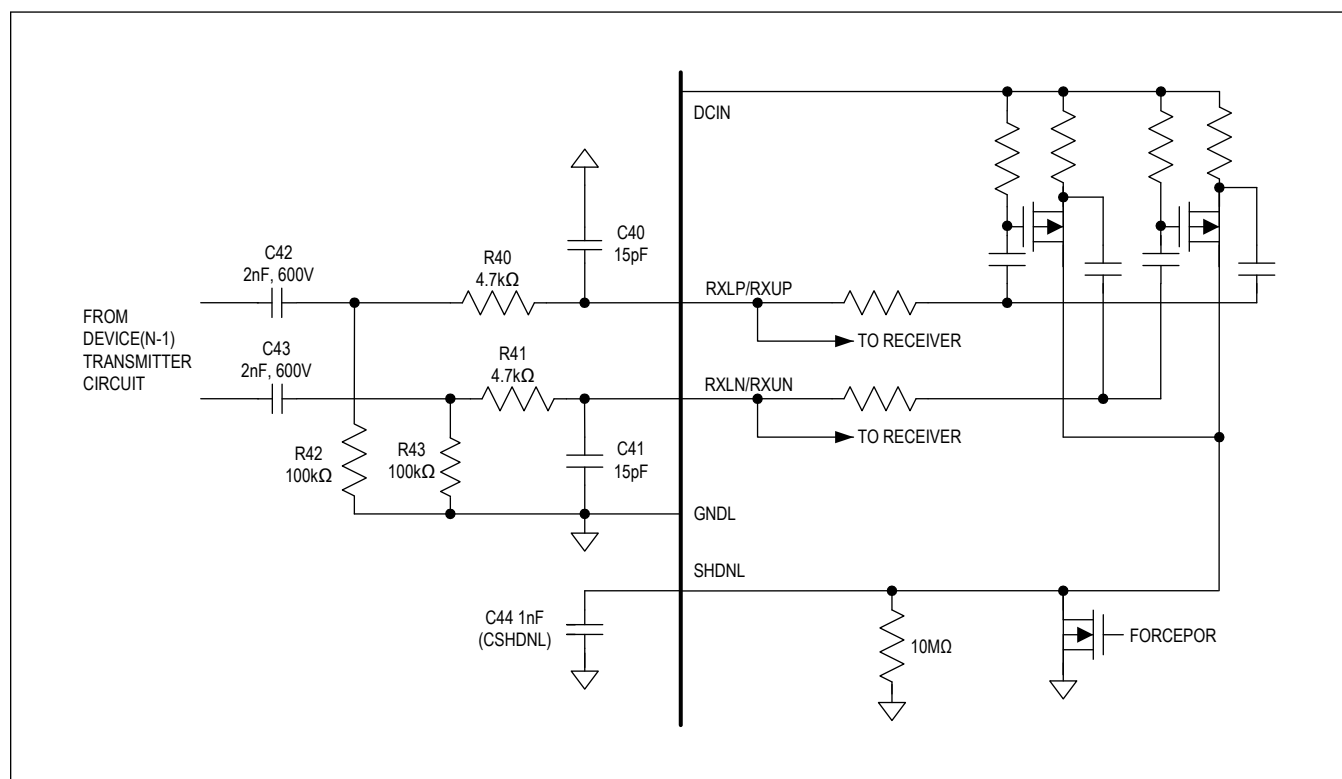 DCIN
C42
2nF, 600V
R40
4.7kΩ
C40
15pF
RXLP/RXUP
TO RECEIVER
FROM
DEVICE(N-1)
TRANSMITTER
CIRCUIT
C43
2nF, 600V
R41
4.7kΩ
RXLN/RXUN
TO RECEIVER
R42
100kΩ
R43
100kΩ
C41
15pF
GNDL
SHDNL
C44 1nF
(CSHDNL)
10MΩ
FORCEPOR